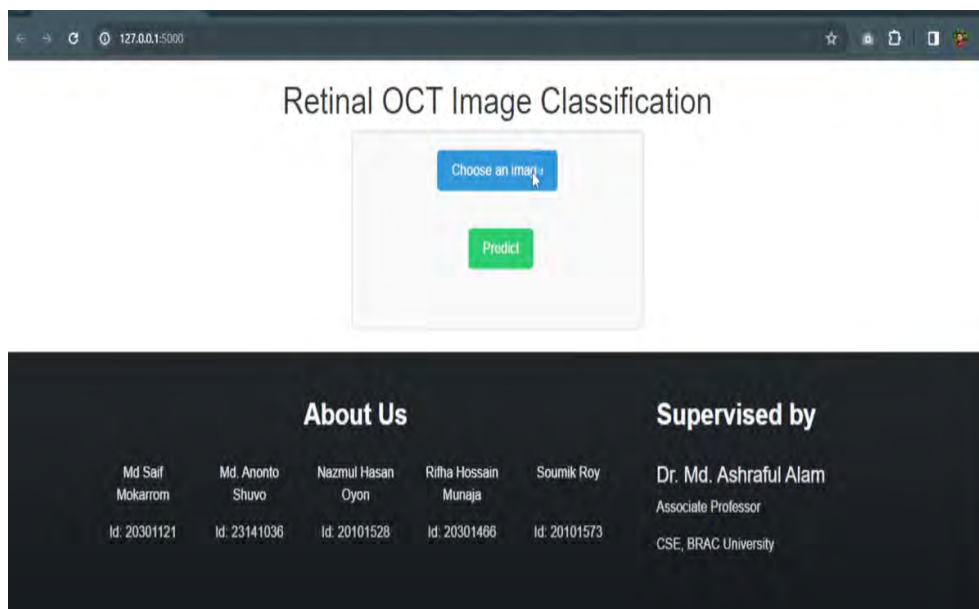 127.0.0.1:5000
Retinal OCT Image Classification
Choose an
Predict
About Us
Supervised by
Md Saif
Mokarrom
Id: 20301121
Md. Anonto
Shuvo
Id: 23141036
Nazmul Hasan
Oyon
Id: 20101528
Rifha Hossain
Munaja
Id: 20301466
Soumik Roy
Id: 20101573
Dr. Md. Ashraful Alam
Associate Professor
CSE, BRAC University